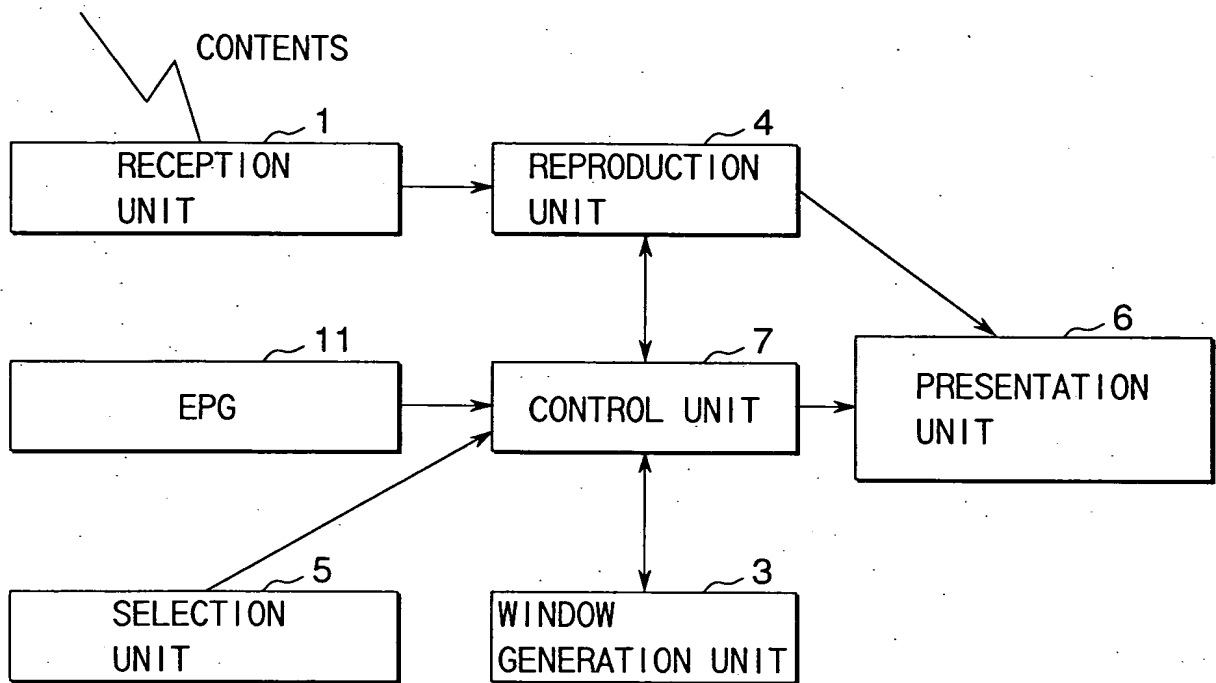 CONTENTS
1
RECEPTION
UNIT
4
REPRODUCTION
UNIT
11
EPG
7
CONTROL UNIT
6
PRESENTATION
UNIT
5
SELECTION
UNIT
3
WINDOW
GENERATION UNIT